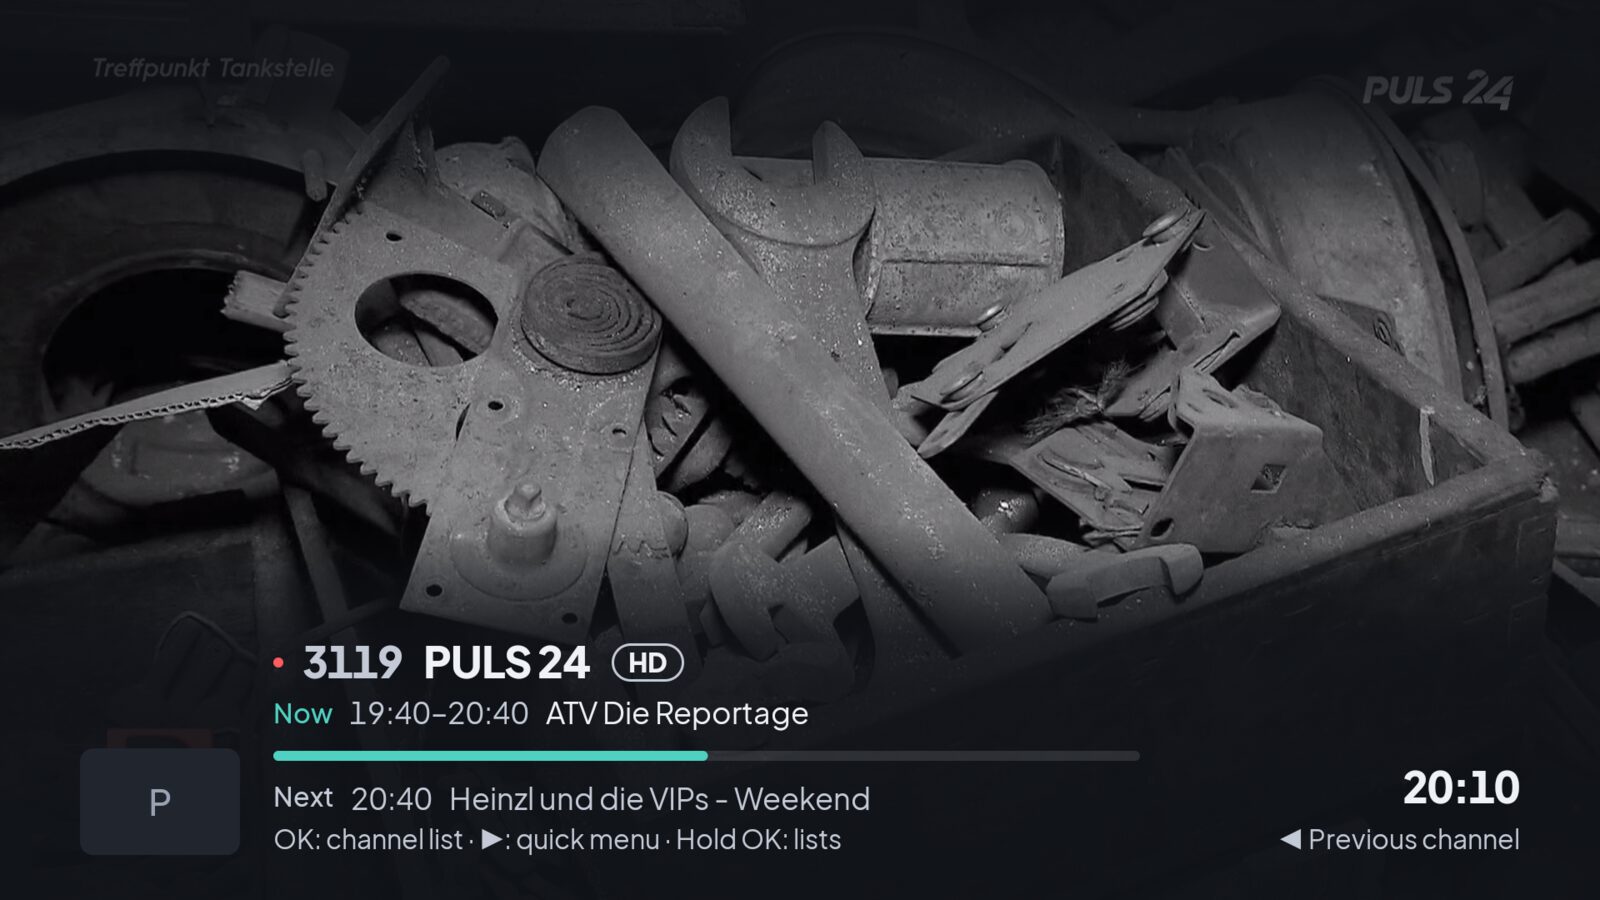 Treffpunkt Tankstelle
PULS 24
3119 PULS 24 HD
Now 19:40–20:40 ATV Die Reportage
P
Next 20:40 Heinzl und die VIPs - Weekend
20:10
OK: channel list · ▶: quick menu · Hold OK: lists
◀ Previous channel